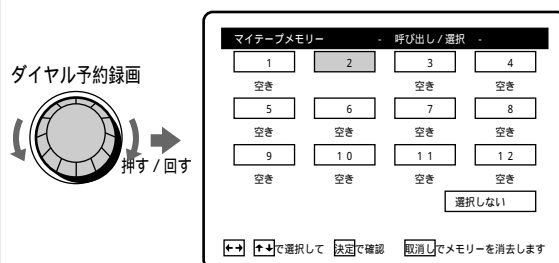 マイテープメモリー - 呼び出し / 選択 -
1 2 3 4
空き 空き 空き
5 6 7 8
空き 空き 空き 空き
9 10 11 12
空き 空き 空き 空き
選択しない
←→ ↑↓で選択して 決定で確認 取消しでメモリーを消去します
ダイヤル予約録画
押す / 回す